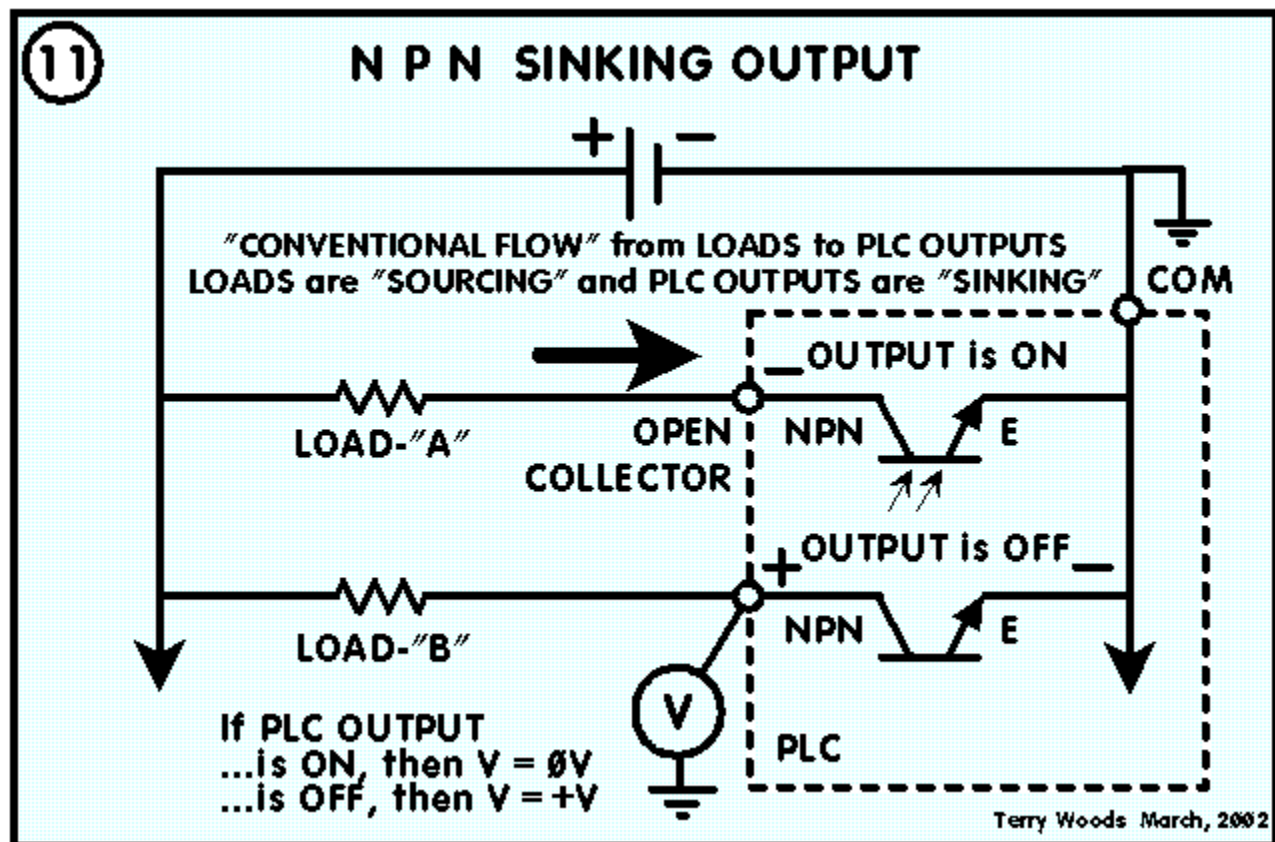 11
N P N SINKING OUTPUT
+ −
"CONVENTIONAL FLOW" from LOADS to PLC OUTPUTS
LOADS are "SOURCING" and PLC OUTPUTS are "SINKING"
COM
− OUTPUT is ON
LOAD-"A"
OPEN
COLLECTOR
NPN
E
+ OUTPUT is OFF −
LOAD-"B"
NPN
E
V
PLC
If PLC OUTPUT
...is ON, then V = ØV
...is OFF, then V = +V
Terry Woods March, 2002